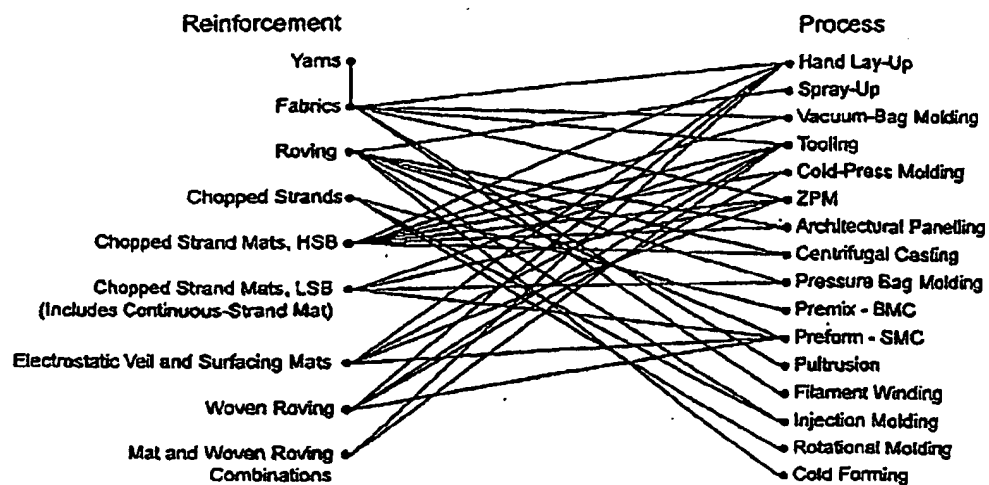 Reinforcement
Process
Yarns
Fabrics
Roving
Chopped Strands
Chopped Strand Mats, HSB
Chopped Strand Mats, LSB
(Includes Continuous-Strand Mat)
Electrostatic Veil and Surfacing Mats
Woven Roving
Mat and Woven Roving
Combinations
Hand Lay-Up
Spray-Up
Vacuum-Bag Molding
Tooling
Cold-Press Molding
ZPM
Architectural Panelling
Centrifugal Casting
Pressure Bag Molding
Premix - BMC
Preform - SMC
Pultrusion
Filament Winding
Injection Molding
Rotational Molding
Cold Forming